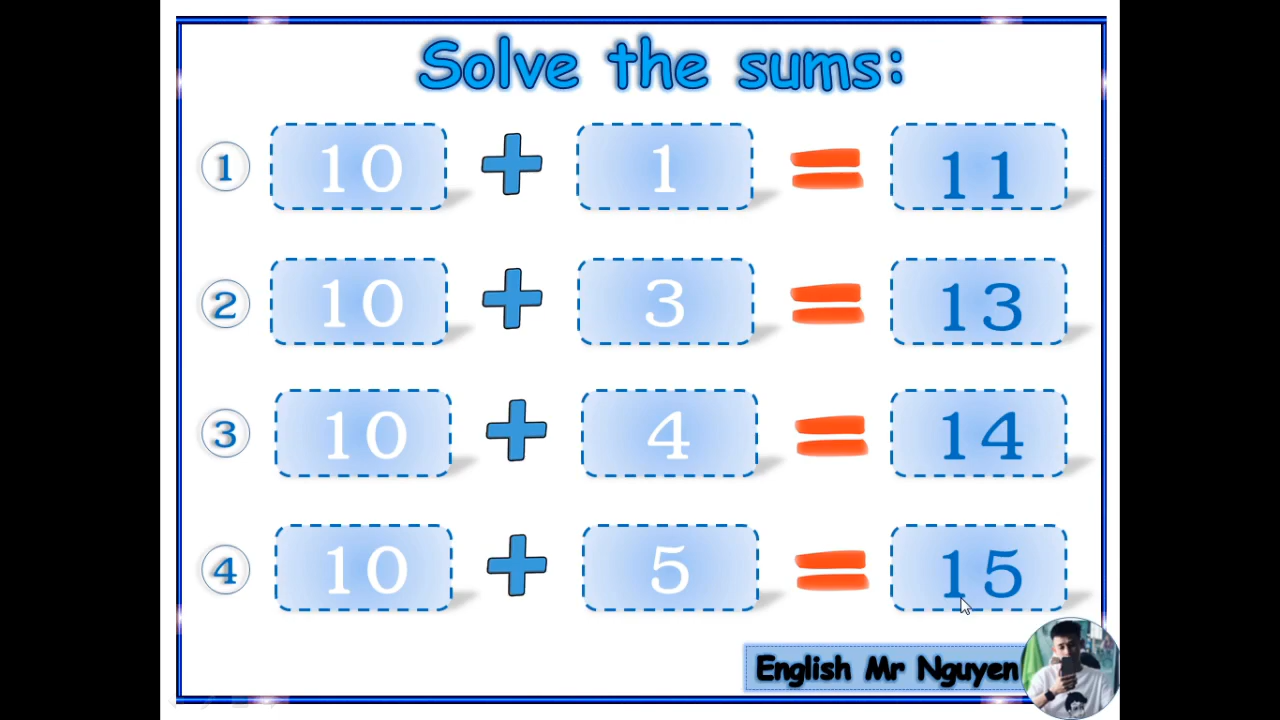 Solve the sums:
1 10 + 1 = 11
2 10 + 3 = 13
3 10 + 4 = 14
4 10 + 5 = 15
English Mr Nguyen